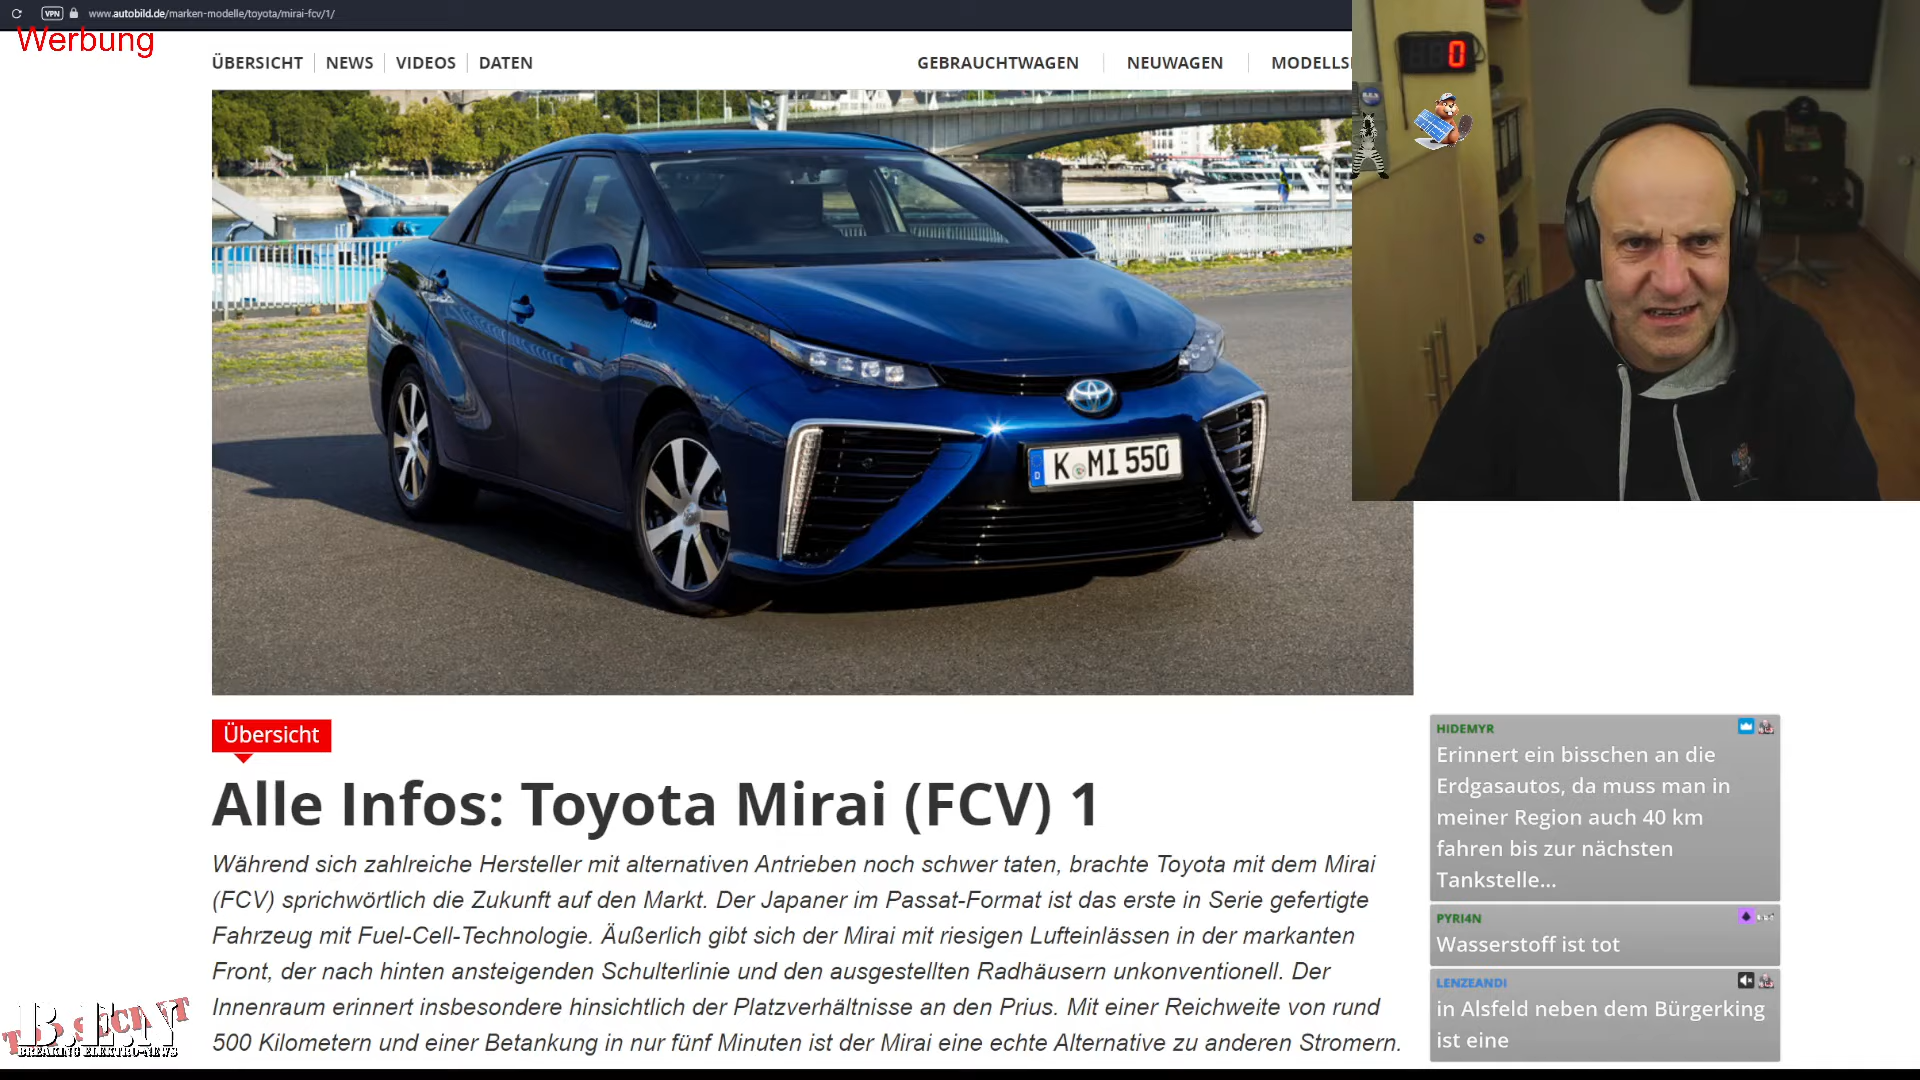 VPN www.autobild.de/marken-modelle/toyota/mirai-fcv/1/
Werbung
ÜBERSICHT NEWS VIDEOS DATEN GEBRAUCHTWAGEN NEUWAGEN MODELLS
0
K MI 550
Übersicht
Alle Infos: Toyota Mirai (FCV) 1
Während sich zahlreiche Hersteller mit alternativen Antrieben noch schwer taten, brachte Toyota mit dem Mirai
(FCV) sprichwörtlich die Zukunft auf den Markt. Der Japaner im Passat-Format ist das erste in Serie gefertigte
Fahrzeug mit Fuel-Cell-Technologie. Äußerlich gibt sich der Mirai mit riesigen Lufteinlässen in der markanten
Front, der nach hinten ansteigenden Schulterlinie und den ausgestellten Radhäusern unkonventionell. Der
Innenraum erinnert insbesondere hinsichtlich der Platzverhältnisse an den Prius. Mit einer Reichweite von rund
500 Kilometern und einer Betankung in nur fünf Minuten ist der Mirai eine echte Alternative zu anderen Stromern.
HIDEMYR
Erinnert ein bisschen an die
Erdgasautos, da muss man in
meiner Region auch 40 km
fahren bis zur nächsten
Tankstelle...
PYRI4N
Wasserstoff ist tot
LENZEANDI
in Alsfeld neben dem Bürgerking
ist eine
B.E.N
BREAKING ELEKTRO-NEWS